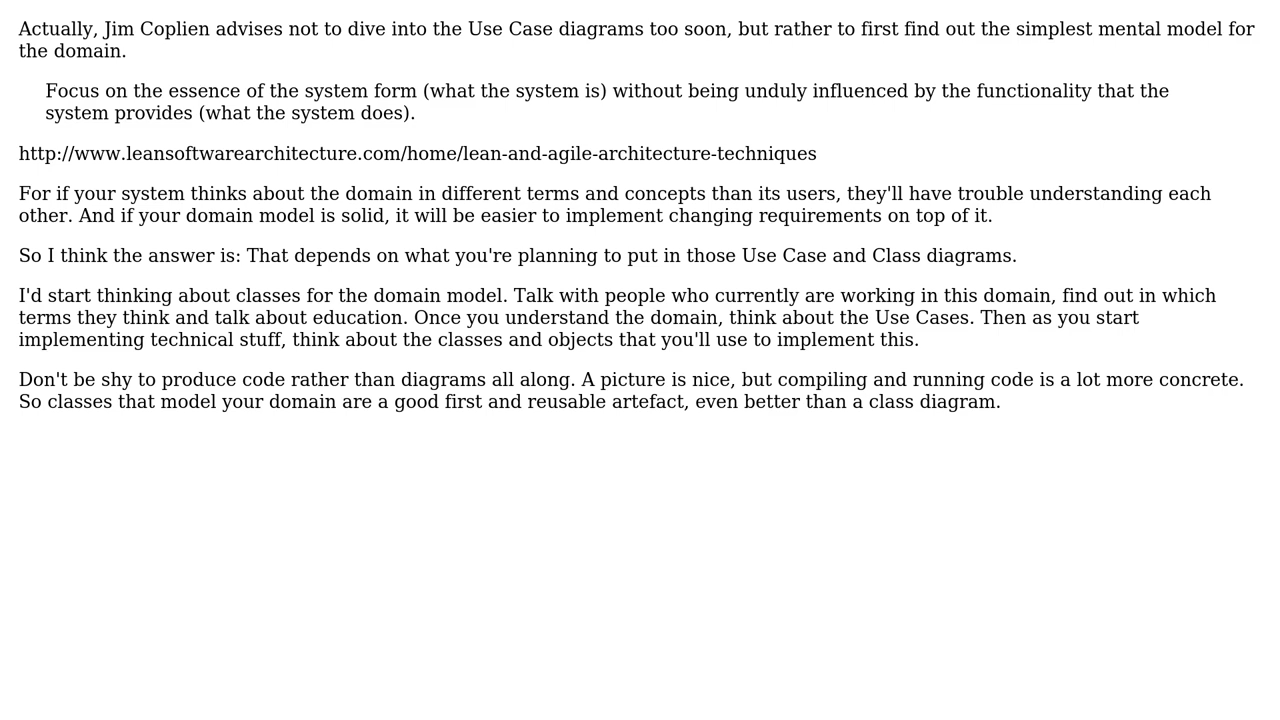 Actually, Jim Coplien advises not to dive into the Use Case diagrams too soon, but rather to first find out the simplest mental model for
the domain.
Focus on the essence of the system form (what the system is) without being unduly influenced by the functionality that the
system provides (what the system does).
http://www.leansoftwarearchitecture.com/home/lean-and-agile-architecture-techniques
For if your system thinks about the domain in different terms and concepts than its users, they'll have trouble understanding each
other. And if your domain model is solid, it will be easier to implement changing requirements on top of it.
So I think the answer is: That depends on what you're planning to put in those Use Case and Class diagrams.
I'd start thinking about classes for the domain model. Talk with people who currently are working in this domain, find out in which
terms they think and talk about education. Once you understand the domain, think about the Use Cases. Then as you start
implementing technical stuff, think about the classes and objects that you'll use to implement this.
Don't be shy to produce code rather than diagrams all along. A picture is nice, but compiling and running code is a lot more concrete.
So classes that model your domain are a good first and reusable artefact, even better than a class diagram.